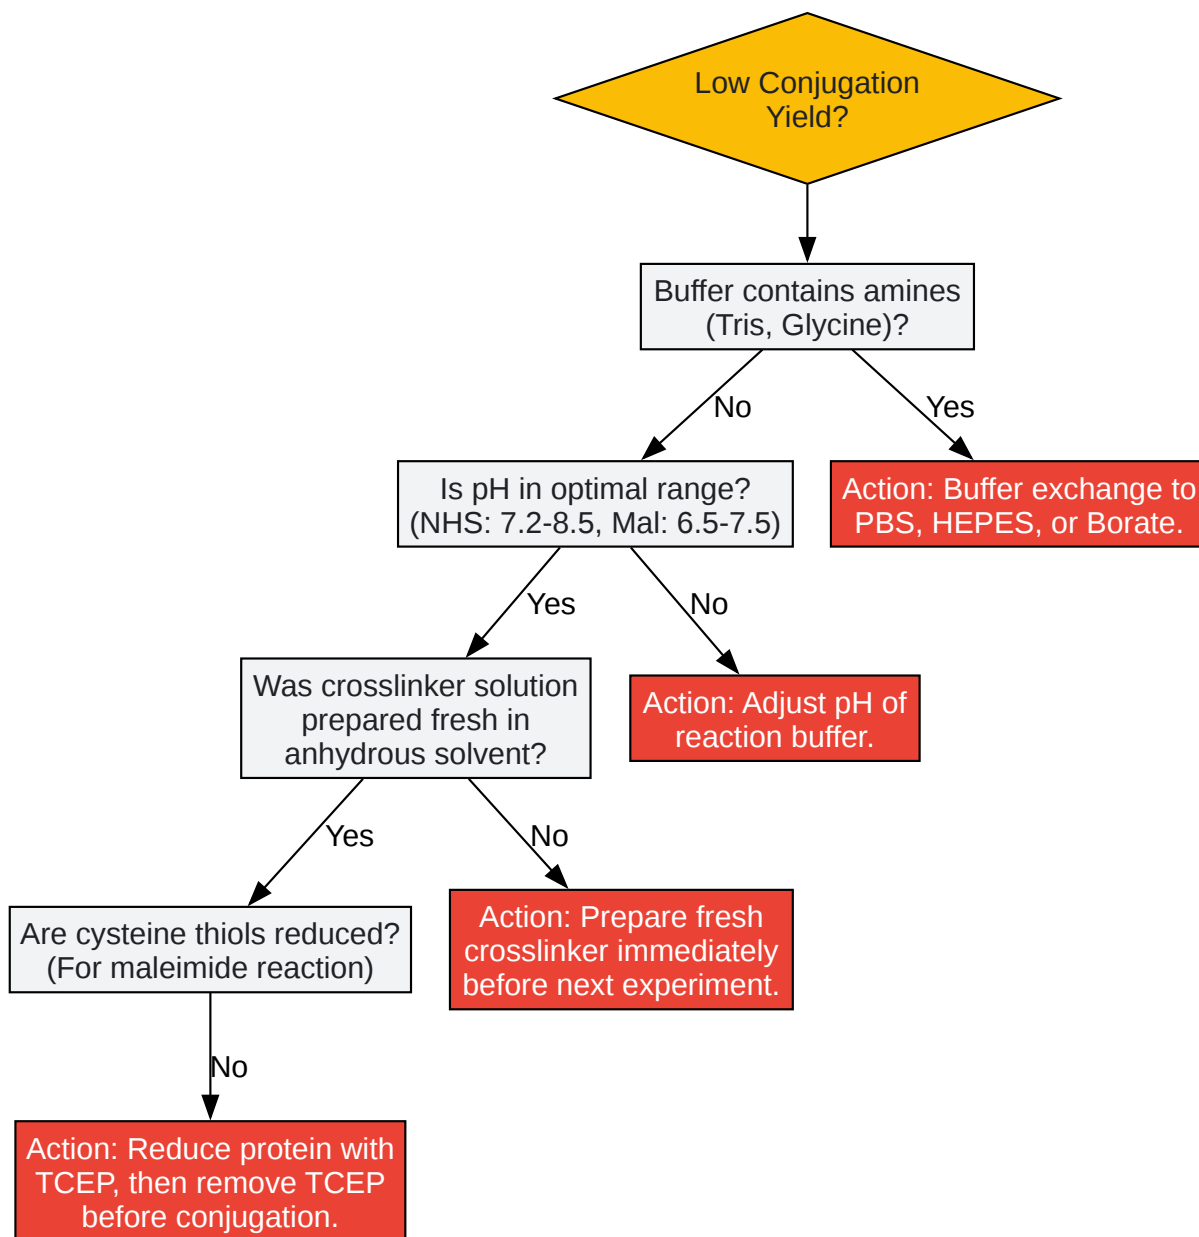 Low Conjugation
Yield?
Buffer contains amines
(Tris, Glycine)?
No
Yes
Is pH in optimal range?
(NHS: 7.2-8.5, Mal: 6.5-7.5)
Action: Buffer exchange to
PBS, HEPES, or Borate.
Yes
No
Was crosslinker solution
prepared fresh in
anhydrous solvent?
Action: Adjust pH of
reaction buffer.
Yes
No
Are cysteine thiols reduced?
(For maleimide reaction)
Action: Prepare fresh
crosslinker immediately
before next experiment.
No
Action: Reduce protein with
TCEP, then remove TCEP
before conjugation.